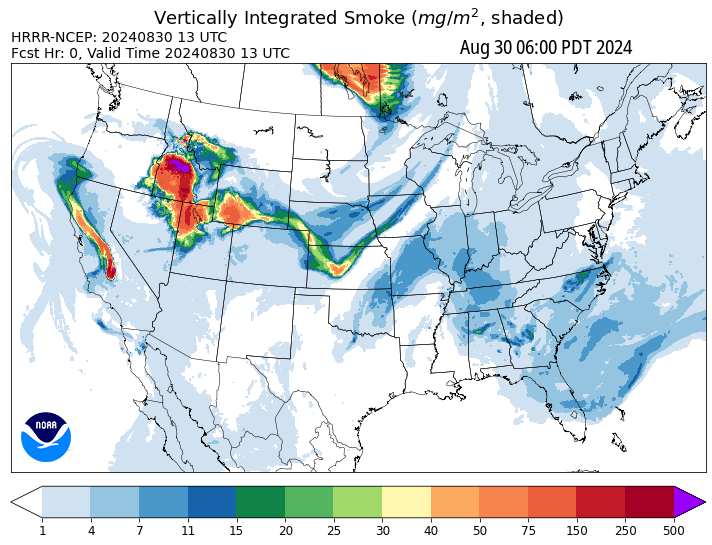 Vertically Integrated Smoke (mg/m², shaded)
HRRR-NCEP: 20240830 13 UTC
Fcst Hr: 0, Valid Time 20240830 13 UTC
Aug 30 06:00 PDT 2024
NOAA
1 4 7 11 15 20 25 30 40 50 75 150 250 500